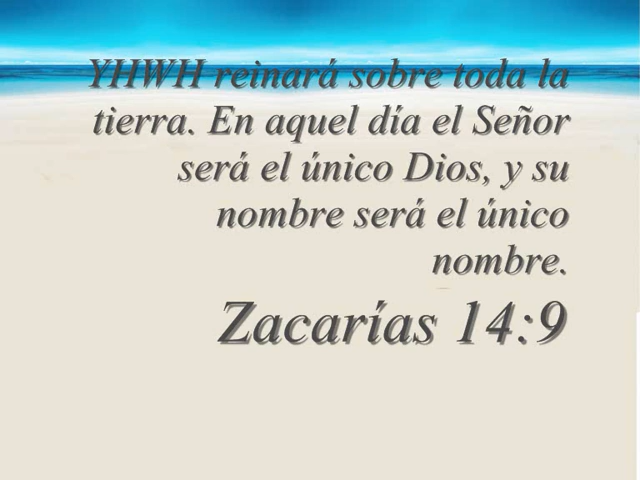 YHWH reinará sobre toda la
tierra. En aquel día el Señor
será el único Dios, y su
nombre será el único
nombre.
Zacarías 14:9